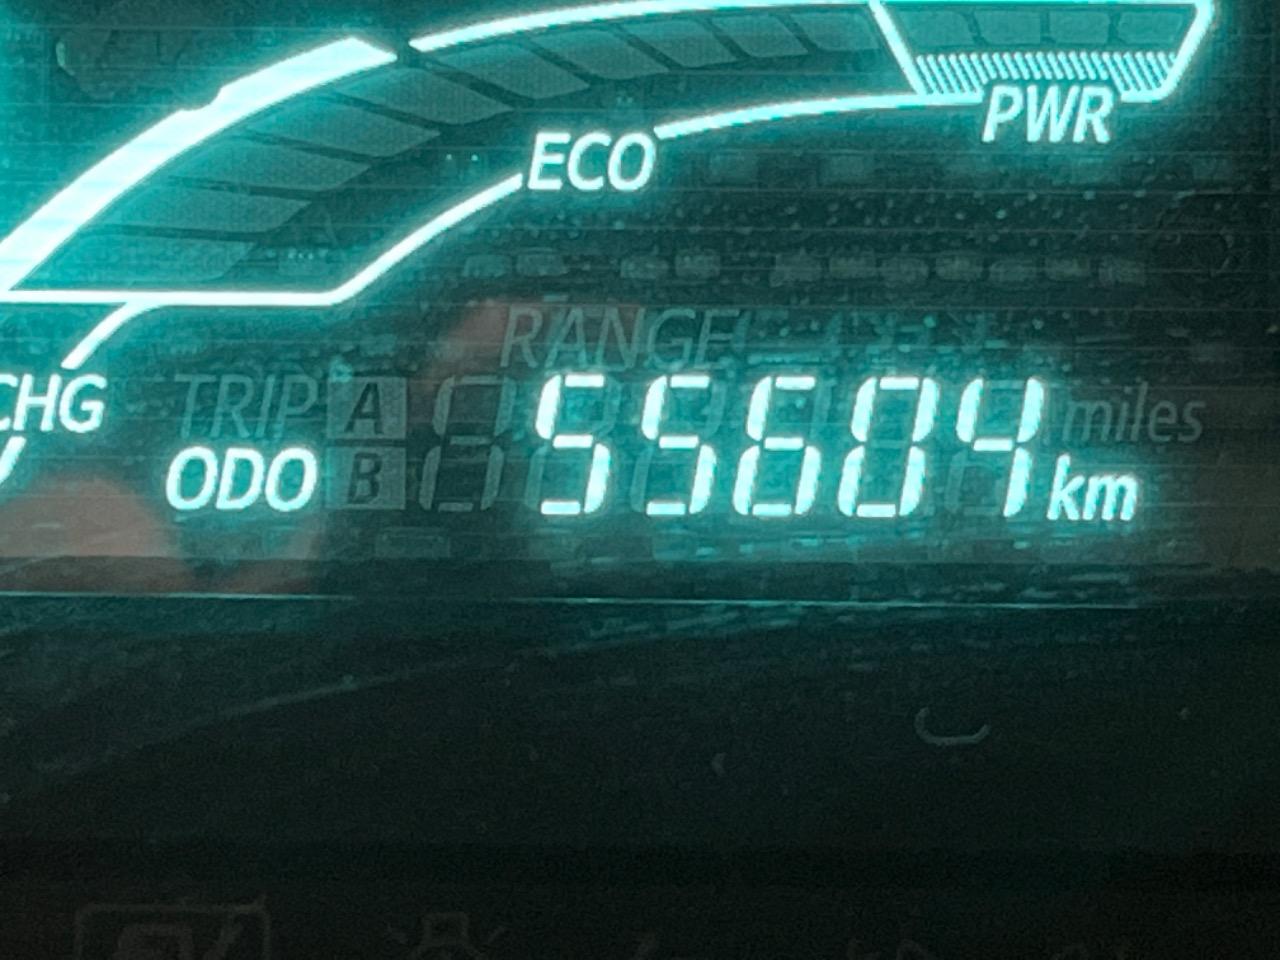 PWR
ECO
RANGE
CHG TRIP A miles
ODO B 55604 km